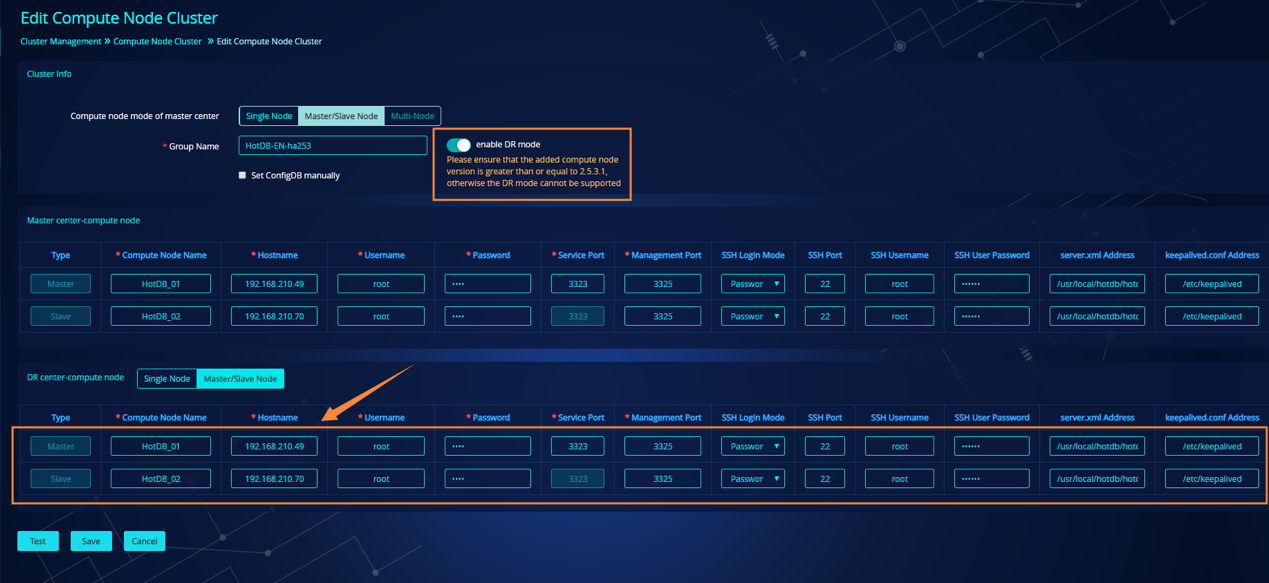 Edit Compute Node Cluster
Cluster Management » Compute Node Cluster » Edit Compute Node Cluster
Cluster Info
Compute node mode of master center Single Node Master/Slave Node Multi-Node
* Group Name HotDB-EN-ha253
enable DR mode
Please ensure that the added compute node
version is greater than or equal to 2.5.3.1,
otherwise the DR mode cannot be supported
Set ConfigDB manually
Master center-compute node
Type * Compute Node Name * Hostname * Username * Password * Service Port * Management Port SSH Login Mode SSH Port SSH Username SSH User Password server.xml Address keepalived.conf Address
Master HotDB_01 192.168.210.49 root •••• 3323 3325 Passwor ▼ 22 root •••••• /usr/local/hotdb/hotc /etc/keepalived
Slave HotDB_02 192.168.210.70 root •••• 3323 3325 Passwor ▼ 22 root •••••• /usr/local/hotdb/hotc /etc/keepalived
DR center-compute node Single Node Master/Slave Node
Type * Compute Node Name * Hostname * Username * Password * Service Port * Management Port SSH Login Mode SSH Port SSH Username SSH User Password server.xml Address keepalived.conf Address
Master HotDB_01 192.168.210.49 root •••• 3323 3325 Passwor ▼ 22 root •••••• /usr/local/hotdb/hotc /etc/keepalived
Slave HotDB_02 192.168.210.70 root •••• 3323 3325 Passwor ▼ 22 root •••••• /usr/local/hotdb/hotc /etc/keepalived
Test Save Cancel